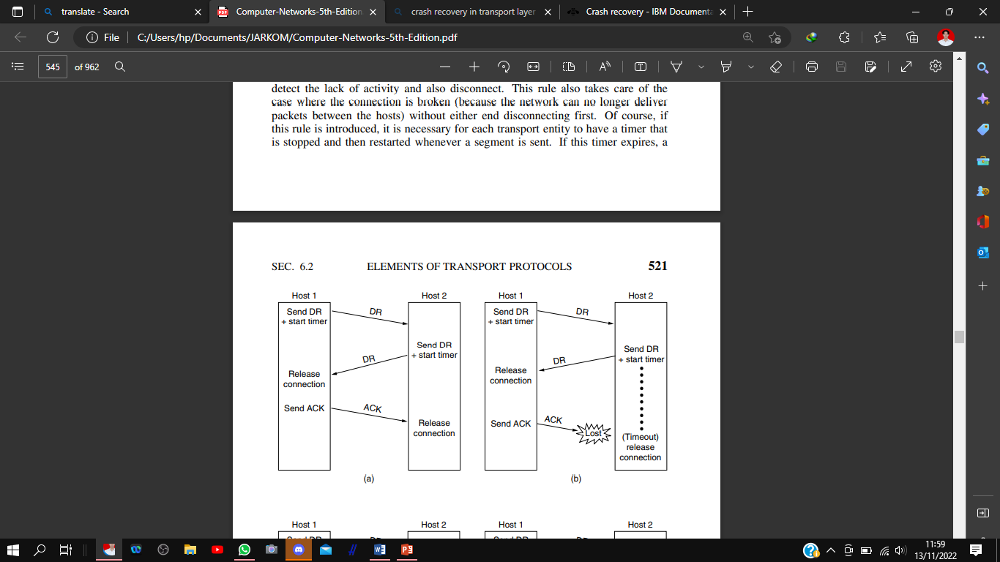 translate - Search
Computer-Networks-5th-Edition
crash recovery in transport layer
Crash recovery - IBM Documenta
File
C:/Users/hp/Documents/JARKOM/Computer-Networks-5th-Edition.pdf
545 of 962
detect the lack of activity and also disconnect. This rule also takes care of the
case where the connection is broken (because the network can no longer deliver
packets between the hosts) without either end disconnecting first. Of course, if
this rule is introduced, it is necessary for each transport entity to have a timer that
is stopped and then restarted whenever a segment is sent. If this timer expires, a
SEC. 6.2 ELEMENTS OF TRANSPORT PROTOCOLS 521
Host 1
Host 2
Send DR
+ start timer
DR
Send DR
+ start timer
DR
Release
connection
Send ACK
ACK
Release
connection
(a)
Host 1
Host 2
Send DR
+ start timer
DR
Send DR
+ start timer
DR
Release
connection
Send ACK
ACK
Lost
(Timeout)
release
connection
(b)
Host 1
Host 2
Host 1
Host 2
11:59
13/11/2022